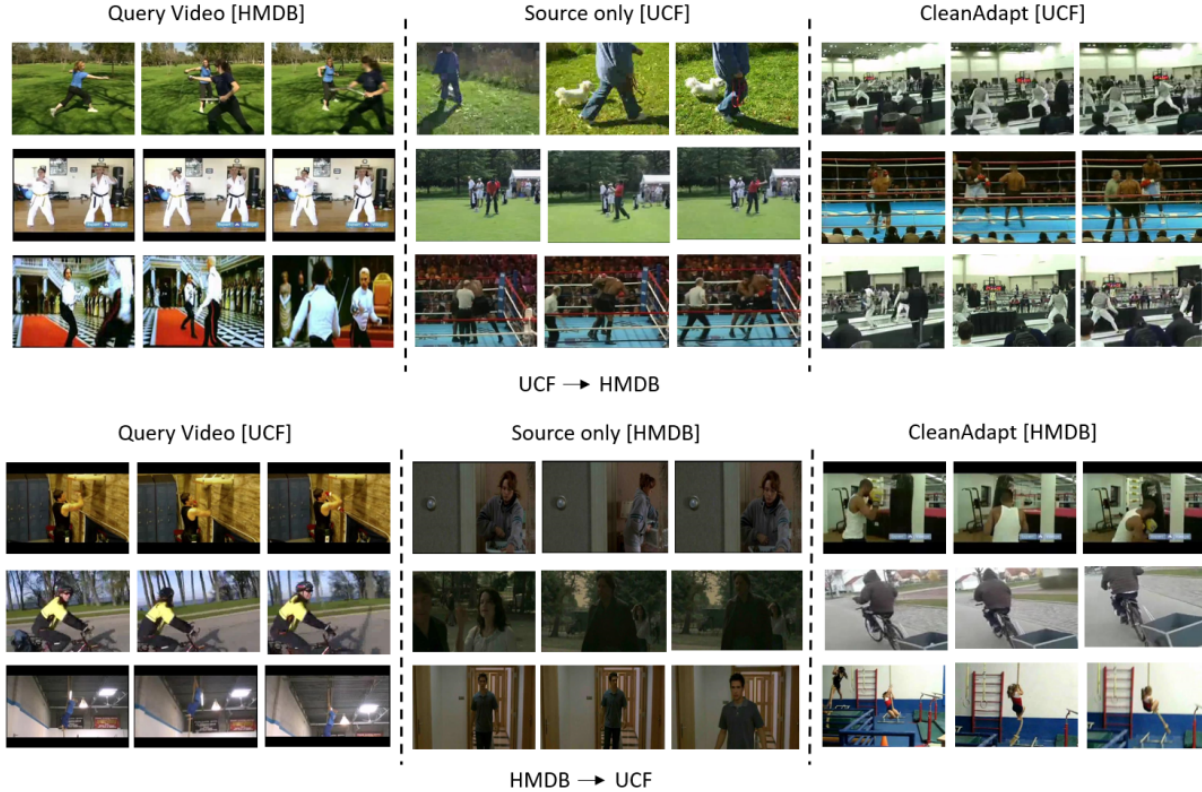 Query Video [HMDB]
Source only [UCF]
CleanAdapt [UCF]
UCF → HMDB
Query Video [UCF]
Source only [HMDB]
CleanAdapt [HMDB]
HMDB → UCF